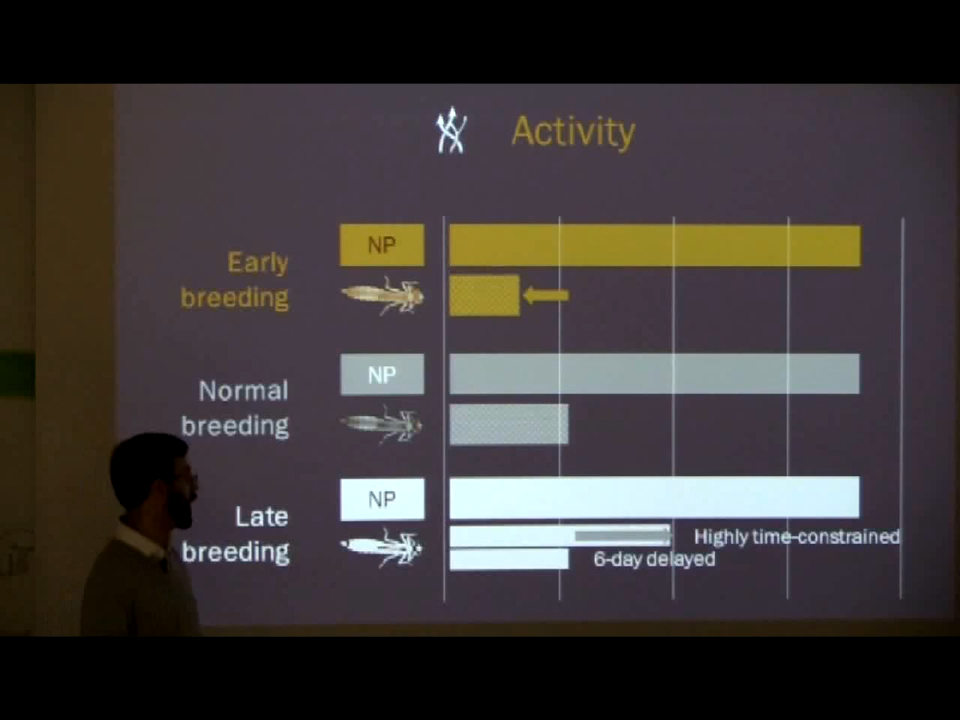 Activity
Early
breeding
NP
Normal
breeding
NP
Late
breeding
NP
Highly time-constrained
6-day delayed